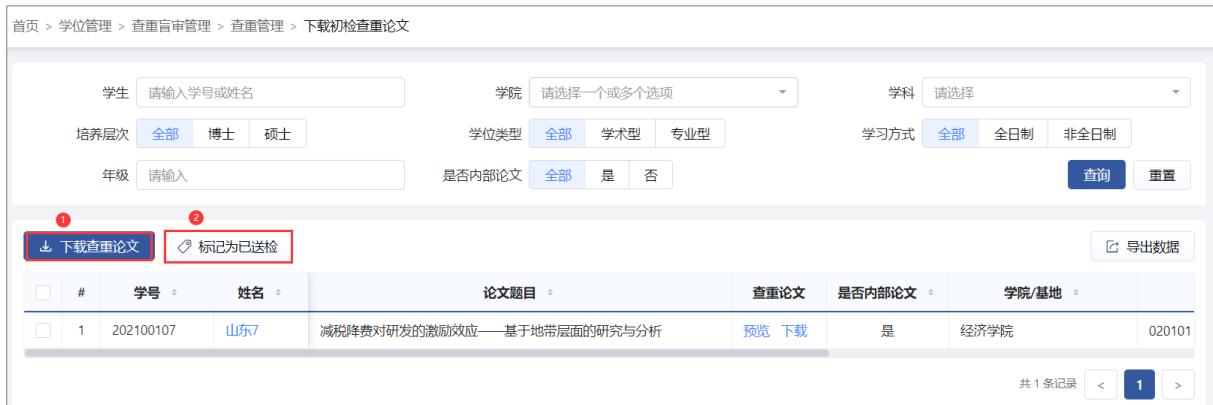 首页 > 学位管理 > 查重盲审管理 > 查重管理 > 下载初检查重论文
学生 请输入学号或姓名 学院 请选择一个或多个选项 学科 请选择
培养层次 全部 博士 硕士 学位类型 全部 学术型 专业型 学习方式 全部 全日制 非全日制
年级 请输入 是否内部论文 全部 是 否 查询 重置
1 2
下载查重论文 标记为已送检 导出数据
# 学号 姓名 论文题目 查重论文 是否内部论文 学院/基地
1 202100107 山东7 减税降费对研发的激励效应——基于地带层面的研究与分析 预览 下载 是 经济学院 020101
共 1 条记录 < 1 >